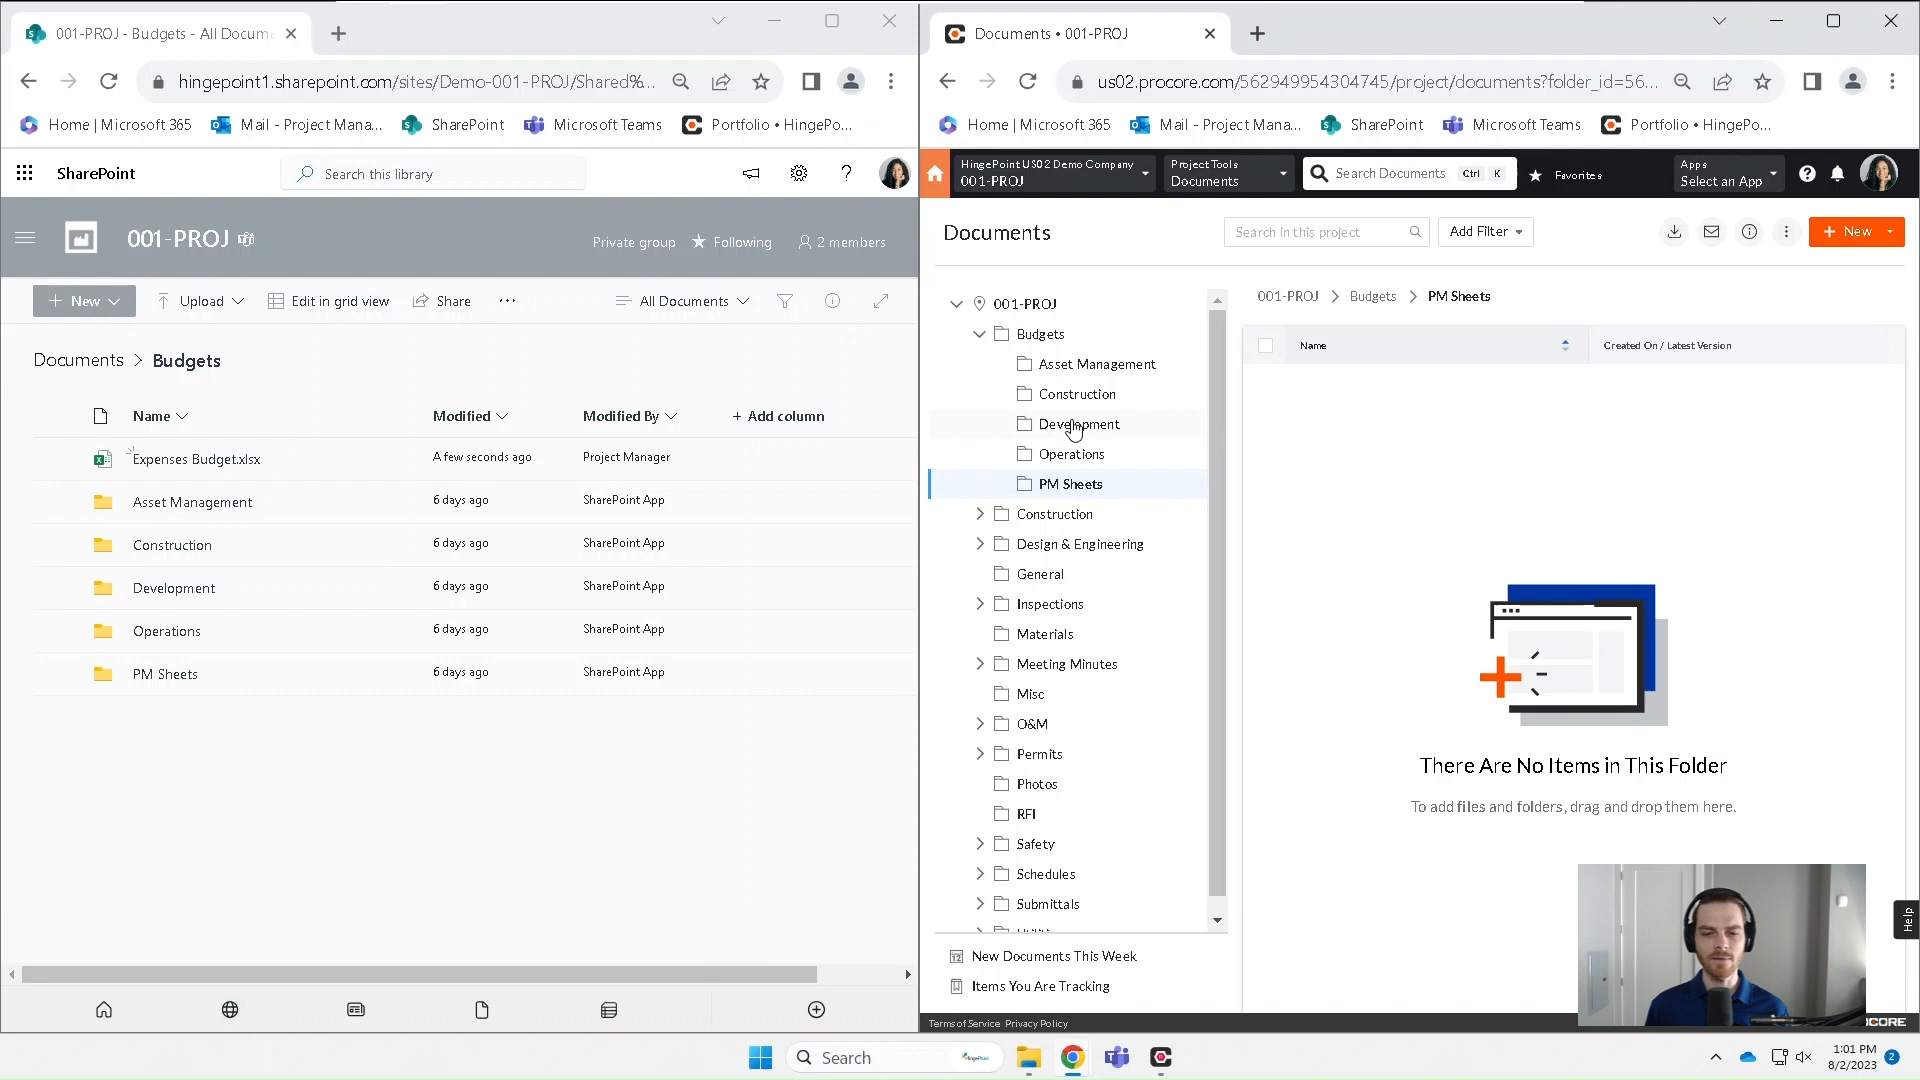 001-PROJ - Budgets - All Docume
hingepoint1.sharepoint.com/sites/Demo-001-PROJ/Shared%...
Home | Microsoft 365
Mail - Project Mana...
SharePoint
Microsoft Teams
Portfolio • HingePo...
SharePoint
Search this library
001-PROJ
Private group
Following
2 members
New
Upload
Edit in grid view
Share
All Documents
Documents > Budgets
Name
Modified
Modified By
+ Add column
Expenses Budget.xlsx
A few seconds ago
Project Manager
Asset Management
6 days ago
SharePoint App
Construction
6 days ago
SharePoint App
Development
6 days ago
SharePoint App
Operations
6 days ago
SharePoint App
PM Sheets
6 days ago
SharePoint App
Documents • 001-PROJ
us02.procore.com/562949954304745/project/documents?folder_id=56...
Home | Microsoft 365
Mail - Project Mana...
SharePoint
Microsoft Teams
Portfolio • HingePo...
HingePoint US02 Demo Company
001-PROJ
Project Tools
Documents
Search Documents
Ctrl K
Favorites
Apps
Select an App
Documents
Search in this project
Add Filter
New
001-PROJ
Budgets
Asset Management
Construction
Development
Operations
PM Sheets
Construction
Design & Engineering
General
Inspections
Materials
Meeting Minutes
Misc
O&M
Permits
Photos
RFI
Safety
Schedules
Submittals
New Documents This Week
Items You Are Tracking
001-PROJ > Budgets > PM Sheets
Name
Created On / Latest Version
There Are No Items in This Folder
To add files and folders, drag and drop them here.
Help
Terms of Service Privacy Policy
CORE
Search
HingePoint
1:01 PM
8/2/2023
2